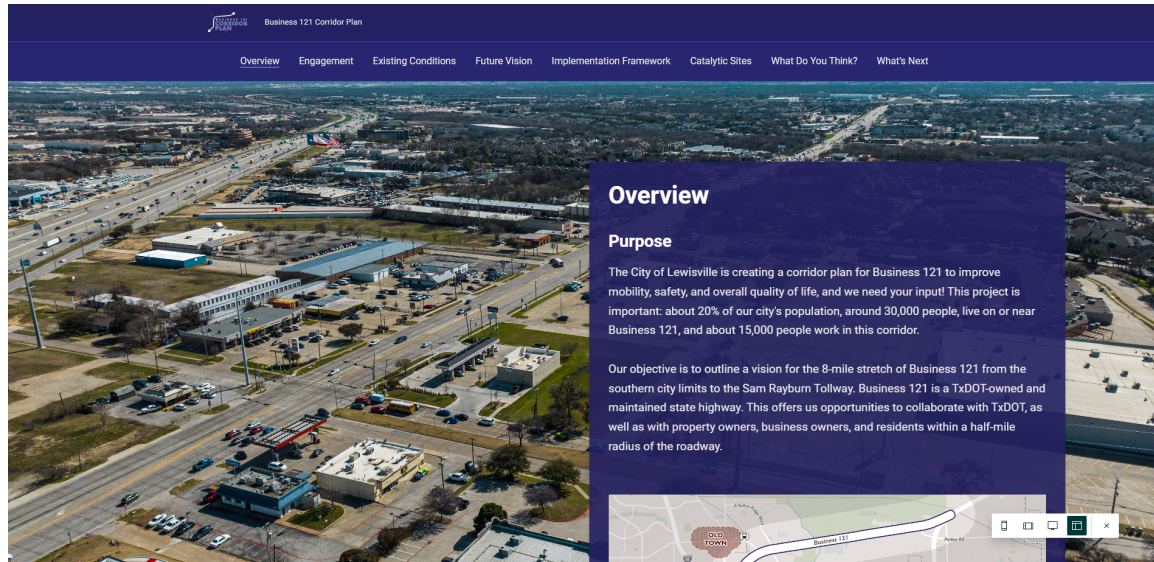 BUSINESS 121
CORRIDOR
PLAN
Business 121 Corridor Plan
Overview Engagement Existing Conditions Future Vision Implementation Framework Catalytic Sites What Do You Think? What's Next
Overview
Purpose
The City of Lewisville is creating a corridor plan for Business 121 to improve
mobility, safety, and overall quality of life, and we need your input! This project is
important: about 20% of our city's population, around 30,000 people, live on or near
Business 121, and about 15,000 people work in this corridor.
Our objective is to outline a vision for the 8-mile stretch of Business 121 from the
southern city limits to the Sam Rayburn Tollway. Business 121 is a TxDOT-owned and
maintained state highway. This offers us opportunities to collaborate with TxDOT, as
well as with property owners, business owners, and residents within a half-mile
radius of the roadway.
OLD
TOWN
Business 121